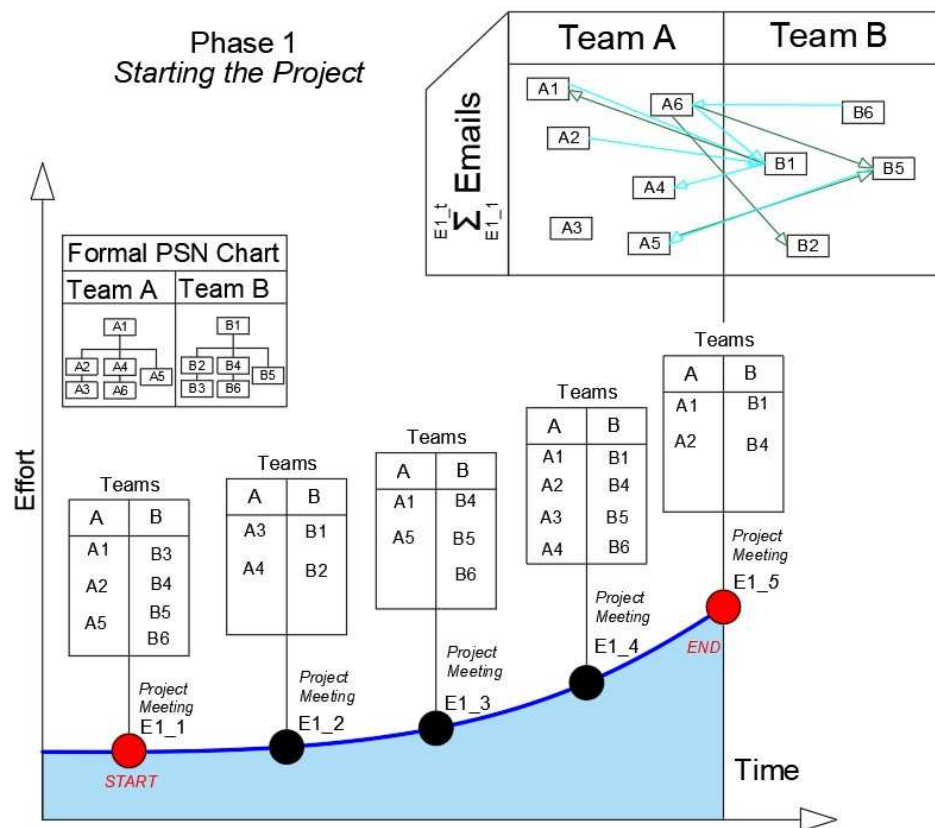 Phase 1
Starting the Project
Team A
Team B
A1
A6
B6
A2
B1
B5
A4
A3
A5
B2
E1_t
Σ Emails
E1_1
Formal PSN Chart
Team A
Team B
A1
B1
A2
A4
A5
B2
B4
B5
A3
A6
B3
B6
Effort
Teams
A B
A1 B3
A2 B4
A5 B5
B6
Project
Meeting
E1_1
START
Teams
A B
A3 B1
A4 B2
Project
Meeting
E1_2
Teams
A B
A1 B4
A5 B5
B6
Project
Meeting
E1_3
Teams
A B
A1 B1
A2 B4
A3 B5
A4 B6
Project
Meeting
E1_4
Teams
A B
A1 B1
A2 B4
Project
Meeting
E1_5
END
Time